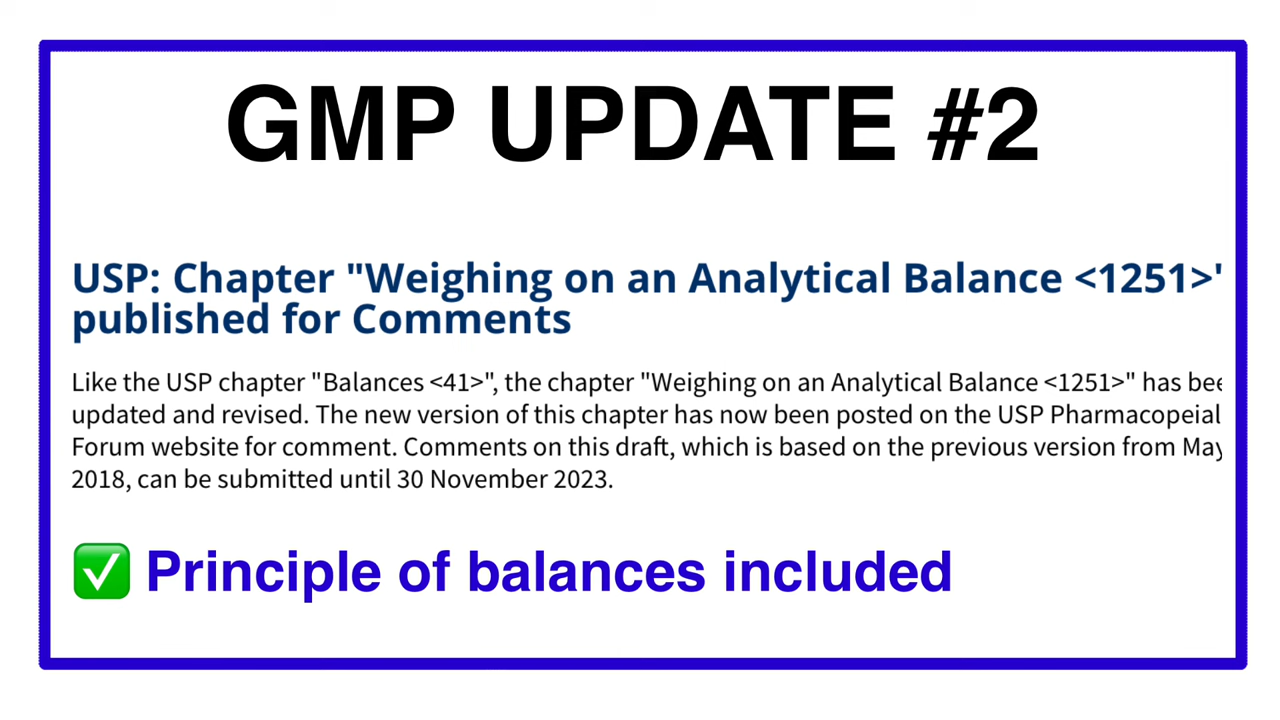 GMP UPDATE #2
USP: Chapter "Weighing on an Analytical Balance <1251>'
published for Comments
Like the USP chapter "Balances <41>", the chapter "Weighing on an Analytical Balance <1251>" has bee
updated and revised. The new version of this chapter has now been posted on the USP Pharmacopeial
Forum website for comment. Comments on this draft, which is based on the previous version from May
2018, can be submitted until 30 November 2023.
✅ Principle of balances included